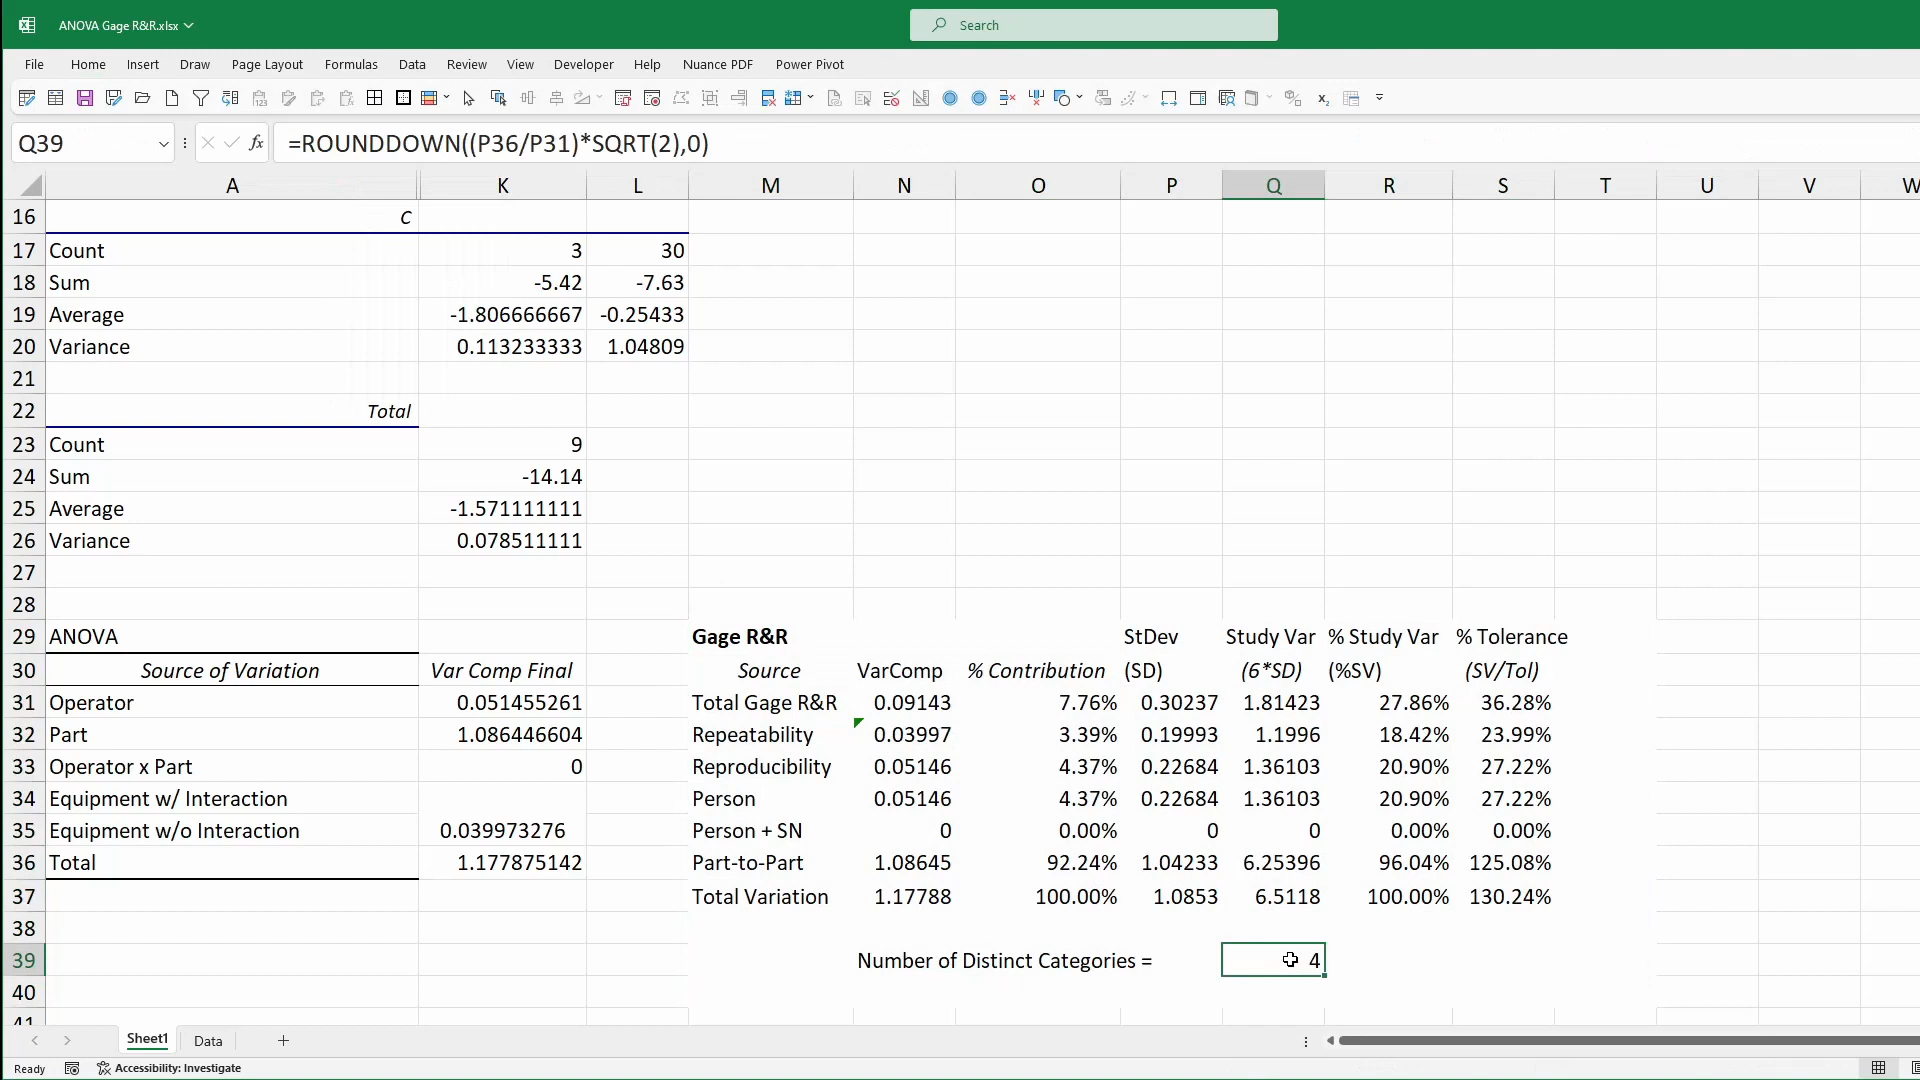 ANOVA Gage R&R.xlsx
Search
File Home Insert Draw Page Layout Formulas Data Review View Developer Help Nuance PDF Power Pivot
Q39 fx =ROUNDDOWN((P36/P31)*SQRT(2),0)
A K L M N O P Q R S T U V W
16 C
17 Count 3 30
18 Sum -5.42 -7.63
19 Average -1.806666667 -0.25433
20 Variance 0.113233333 1.04809
21
22 Total
23 Count 9
24 Sum -14.14
25 Average -1.571111111
26 Variance 0.078511111
27
28
29 ANOVA Gage R&R StDev Study Var % Study Var % Tolerance
30 Source of Variation Var Comp Final Source VarComp % Contribution (SD) (6*SD) (%SV) (SV/Tol)
31 Operator 0.051455261 Total Gage R&R 0.09143 7.76% 0.30237 1.81423 27.86% 36.28%
32 Part 1.086446604 Repeatability 0.03997 3.39% 0.19993 1.1996 18.42% 23.99%
33 Operator x Part 0 Reproducibility 0.05146 4.37% 0.22684 1.36103 20.90% 27.22%
34 Equipment w/ Interaction Person 0.05146 4.37% 0.22684 1.36103 20.90% 27.22%
35 Equipment w/o Interaction 0.039973276 Person + SN 0 0.00% 0 0 0.00% 0.00%
36 Total 1.177875142 Part-to-Part 1.08645 92.24% 1.04233 6.25396 96.04% 125.08%
37 Total Variation 1.17788 100.00% 1.0853 6.5118 100.00% 130.24%
38
39 Number of Distinct Categories = 4
40
41
Sheet1 Data
Ready Accessibility: Investigate